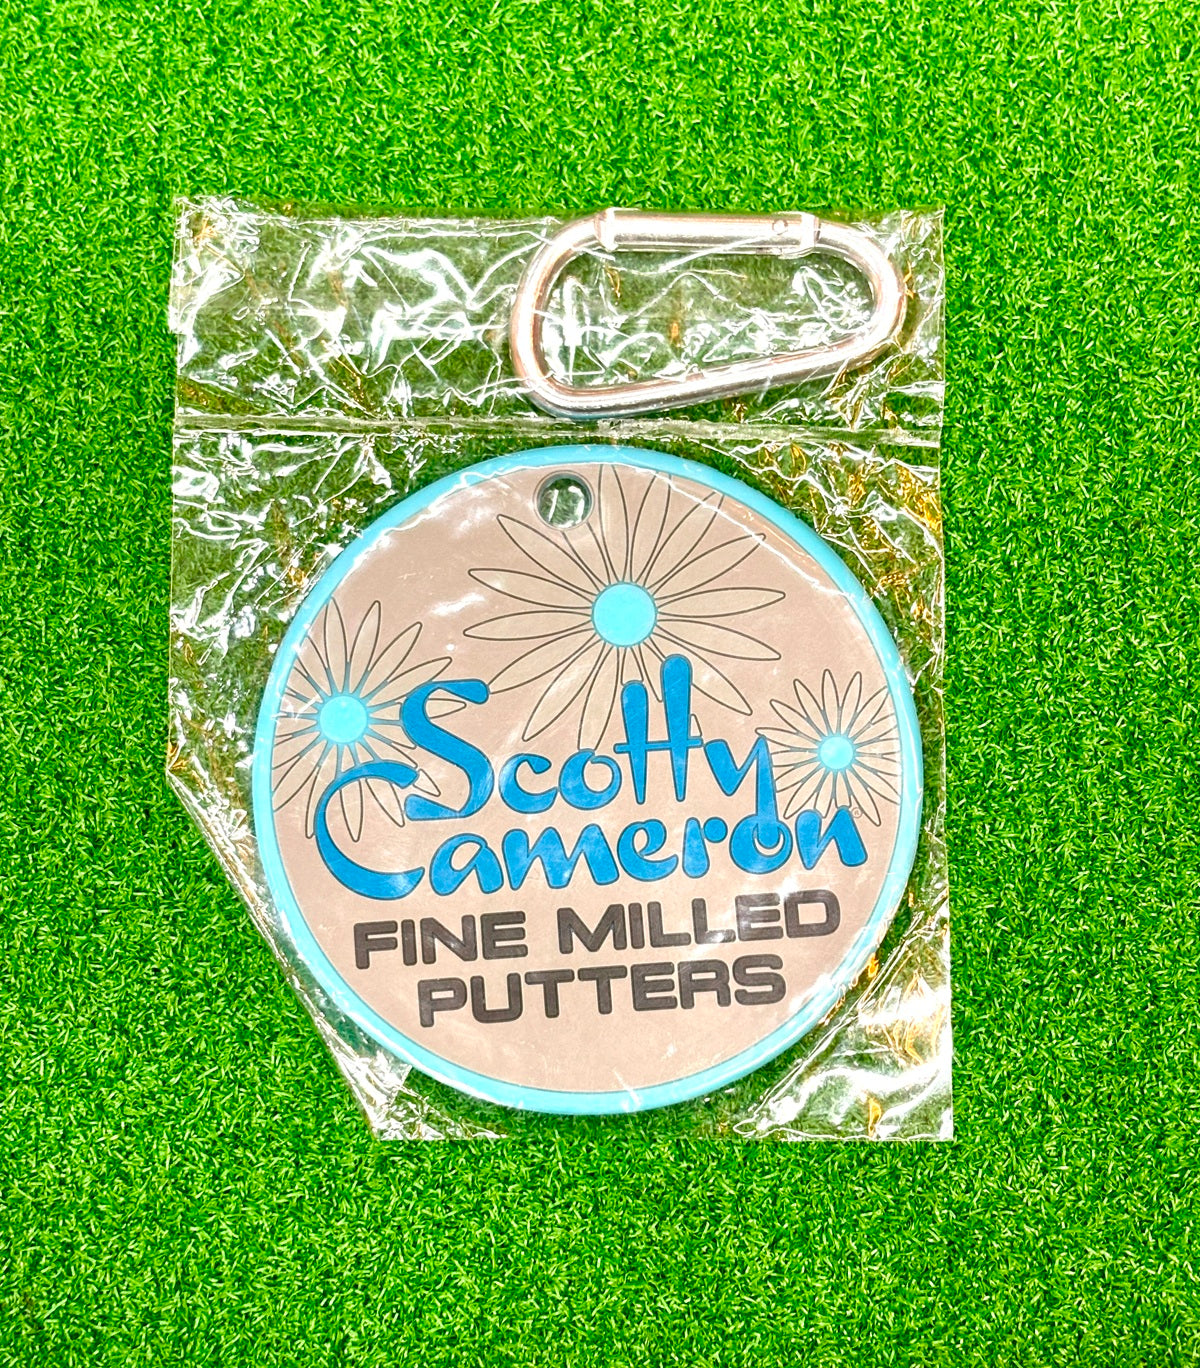 Scotty
Cameron®
FINE MILLED
PUTTERS